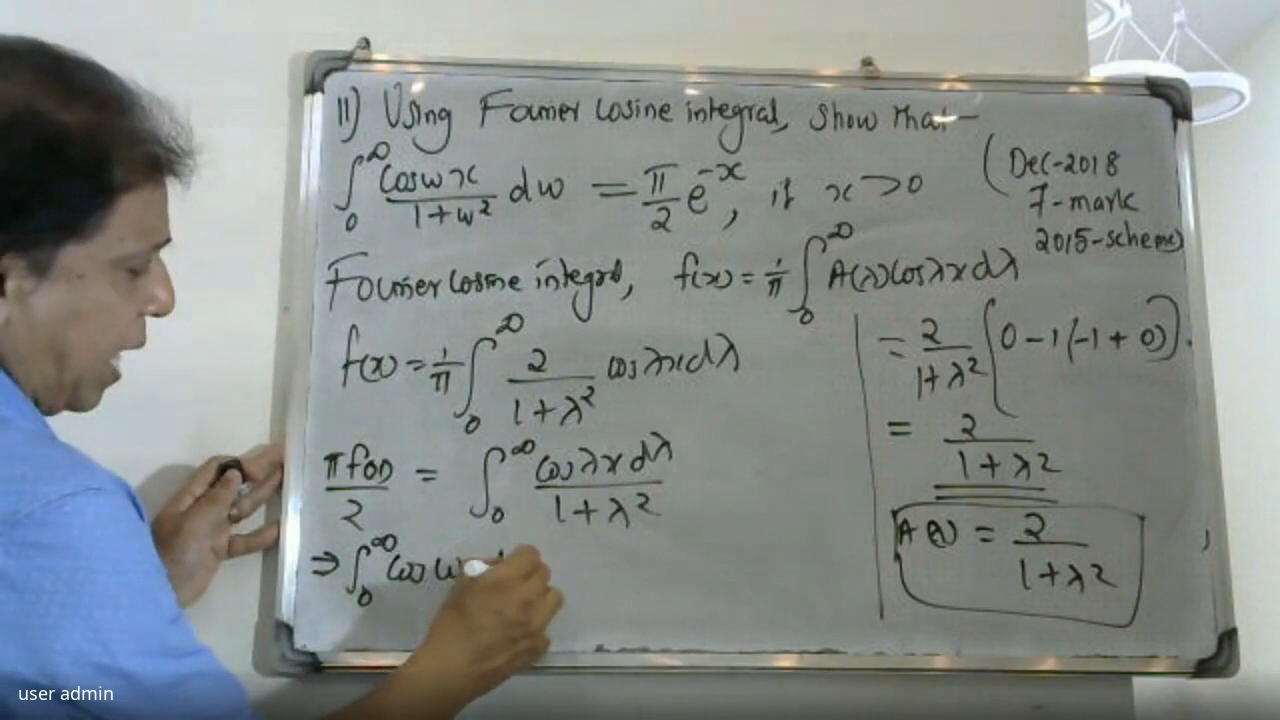 11) Using Fourier Cosine integral, show that -
∫₀^∞ cos wx / (1+w²) dw = π/2 e^(-x), if x > 0
(Dec-2018
7-mark
2015-scheme)
Fourier Cosine integral, f(x) = 1/π ∫₀^∞ A(λ) cos λx dλ
f(x) = 1/π ∫₀^∞ 2/(1+λ²) cos λx dλ
π f(x)/2 = ∫₀^∞ cos λx dλ / (1+λ²)
⇒ ∫₀^∞ cos w
= 2/(1+λ²) (0 - 1(-1 + 0)).
= 2/(1+λ²)
A(λ) = 2/(1+λ²)
user admin